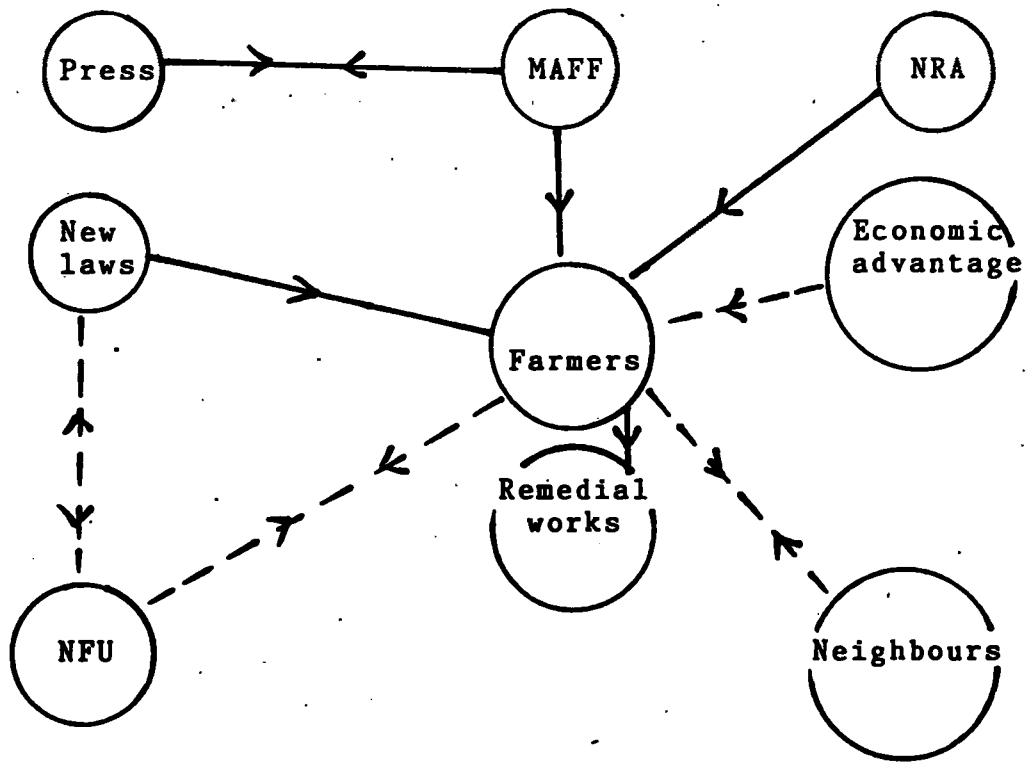 Press
MAFF
NRA
New
laws
Economic
advantage
Farmers
Remedial
works
NFU
Neighbours